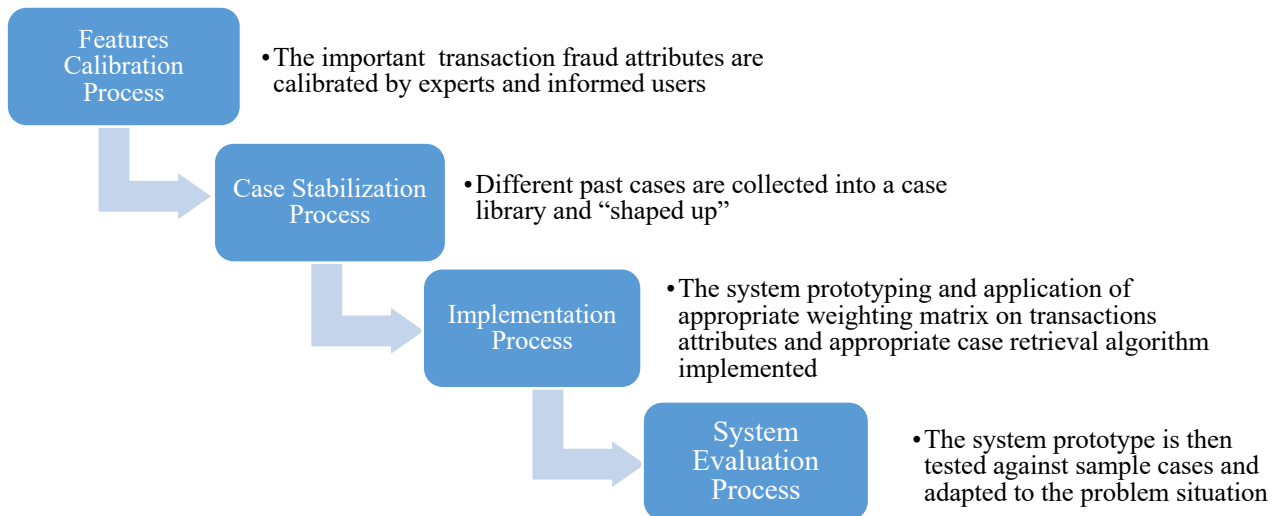 Features
Calibration
Process
•The important transaction fraud attributes are
calibrated by experts and informed users
Case Stabilization
Process
•Different past cases are collected into a case
library and “shaped up”
Implementation
Process
•The system prototyping and application of
appropriate weighting matrix on transactions
attributes and appropriate case retrieval algorithm
implemented
System
Evaluation
Process
•The system prototype is then
tested against sample cases and
adapted to the problem situation